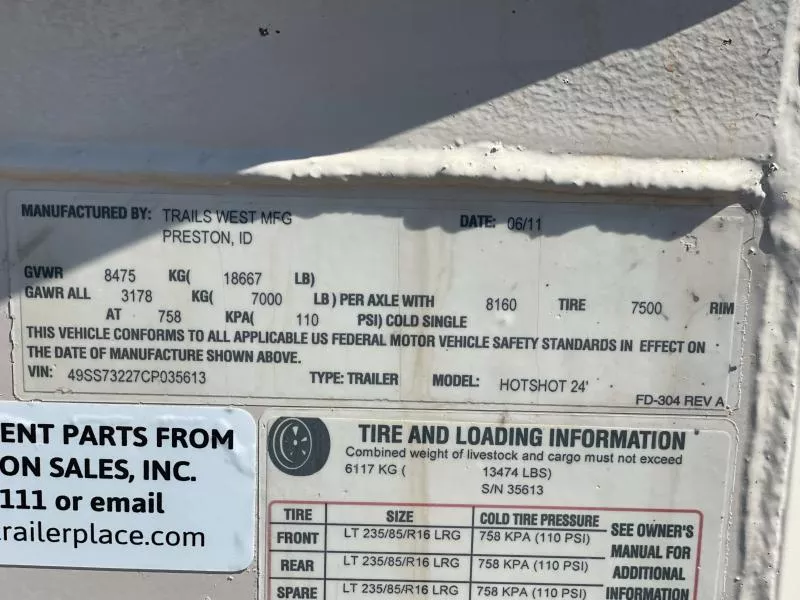 MANUFACTURED BY: TRAILS WEST MFG DATE: 06/11
PRESTON, ID
GVWR 8475 KG( 18667 LB)
GAWR ALL 3178 KG( 7000 LB) PER AXLE WITH 8160 TIRE 7500 RIM
AT 758 KPA( 110 PSI) COLD SINGLE
THIS VEHICLE CONFORMS TO ALL APPLICABLE US FEDERAL MOTOR VEHICLE SAFETY STANDARDS IN EFFECT ON
THE DATE OF MANUFACTURE SHOWN ABOVE.
VIN: 49SS73227CP035613 TYPE: TRAILER MODEL: HOTSHOT 24'
FD-304 REV A
ENT PARTS FROM
ON SALES, INC.
111 or email
railerplace.com
TIRE AND LOADING INFORMATION
Combined weight of livestock and cargo must not exceed
6117 KG ( 13474 LBS)
S/N 35613
TIRE SIZE COLD TIRE PRESSURE
FRONT LT 235/85/R16 LRG 758 KPA (110 PSI)
REAR LT 235/85/R16 LRG 758 KPA (110 PSI)
SPARE LT 235/85/R16 LRG 758 KPA (110 PSI)
SEE OWNER'S
MANUAL FOR
ADDITIONAL
INFORMATION